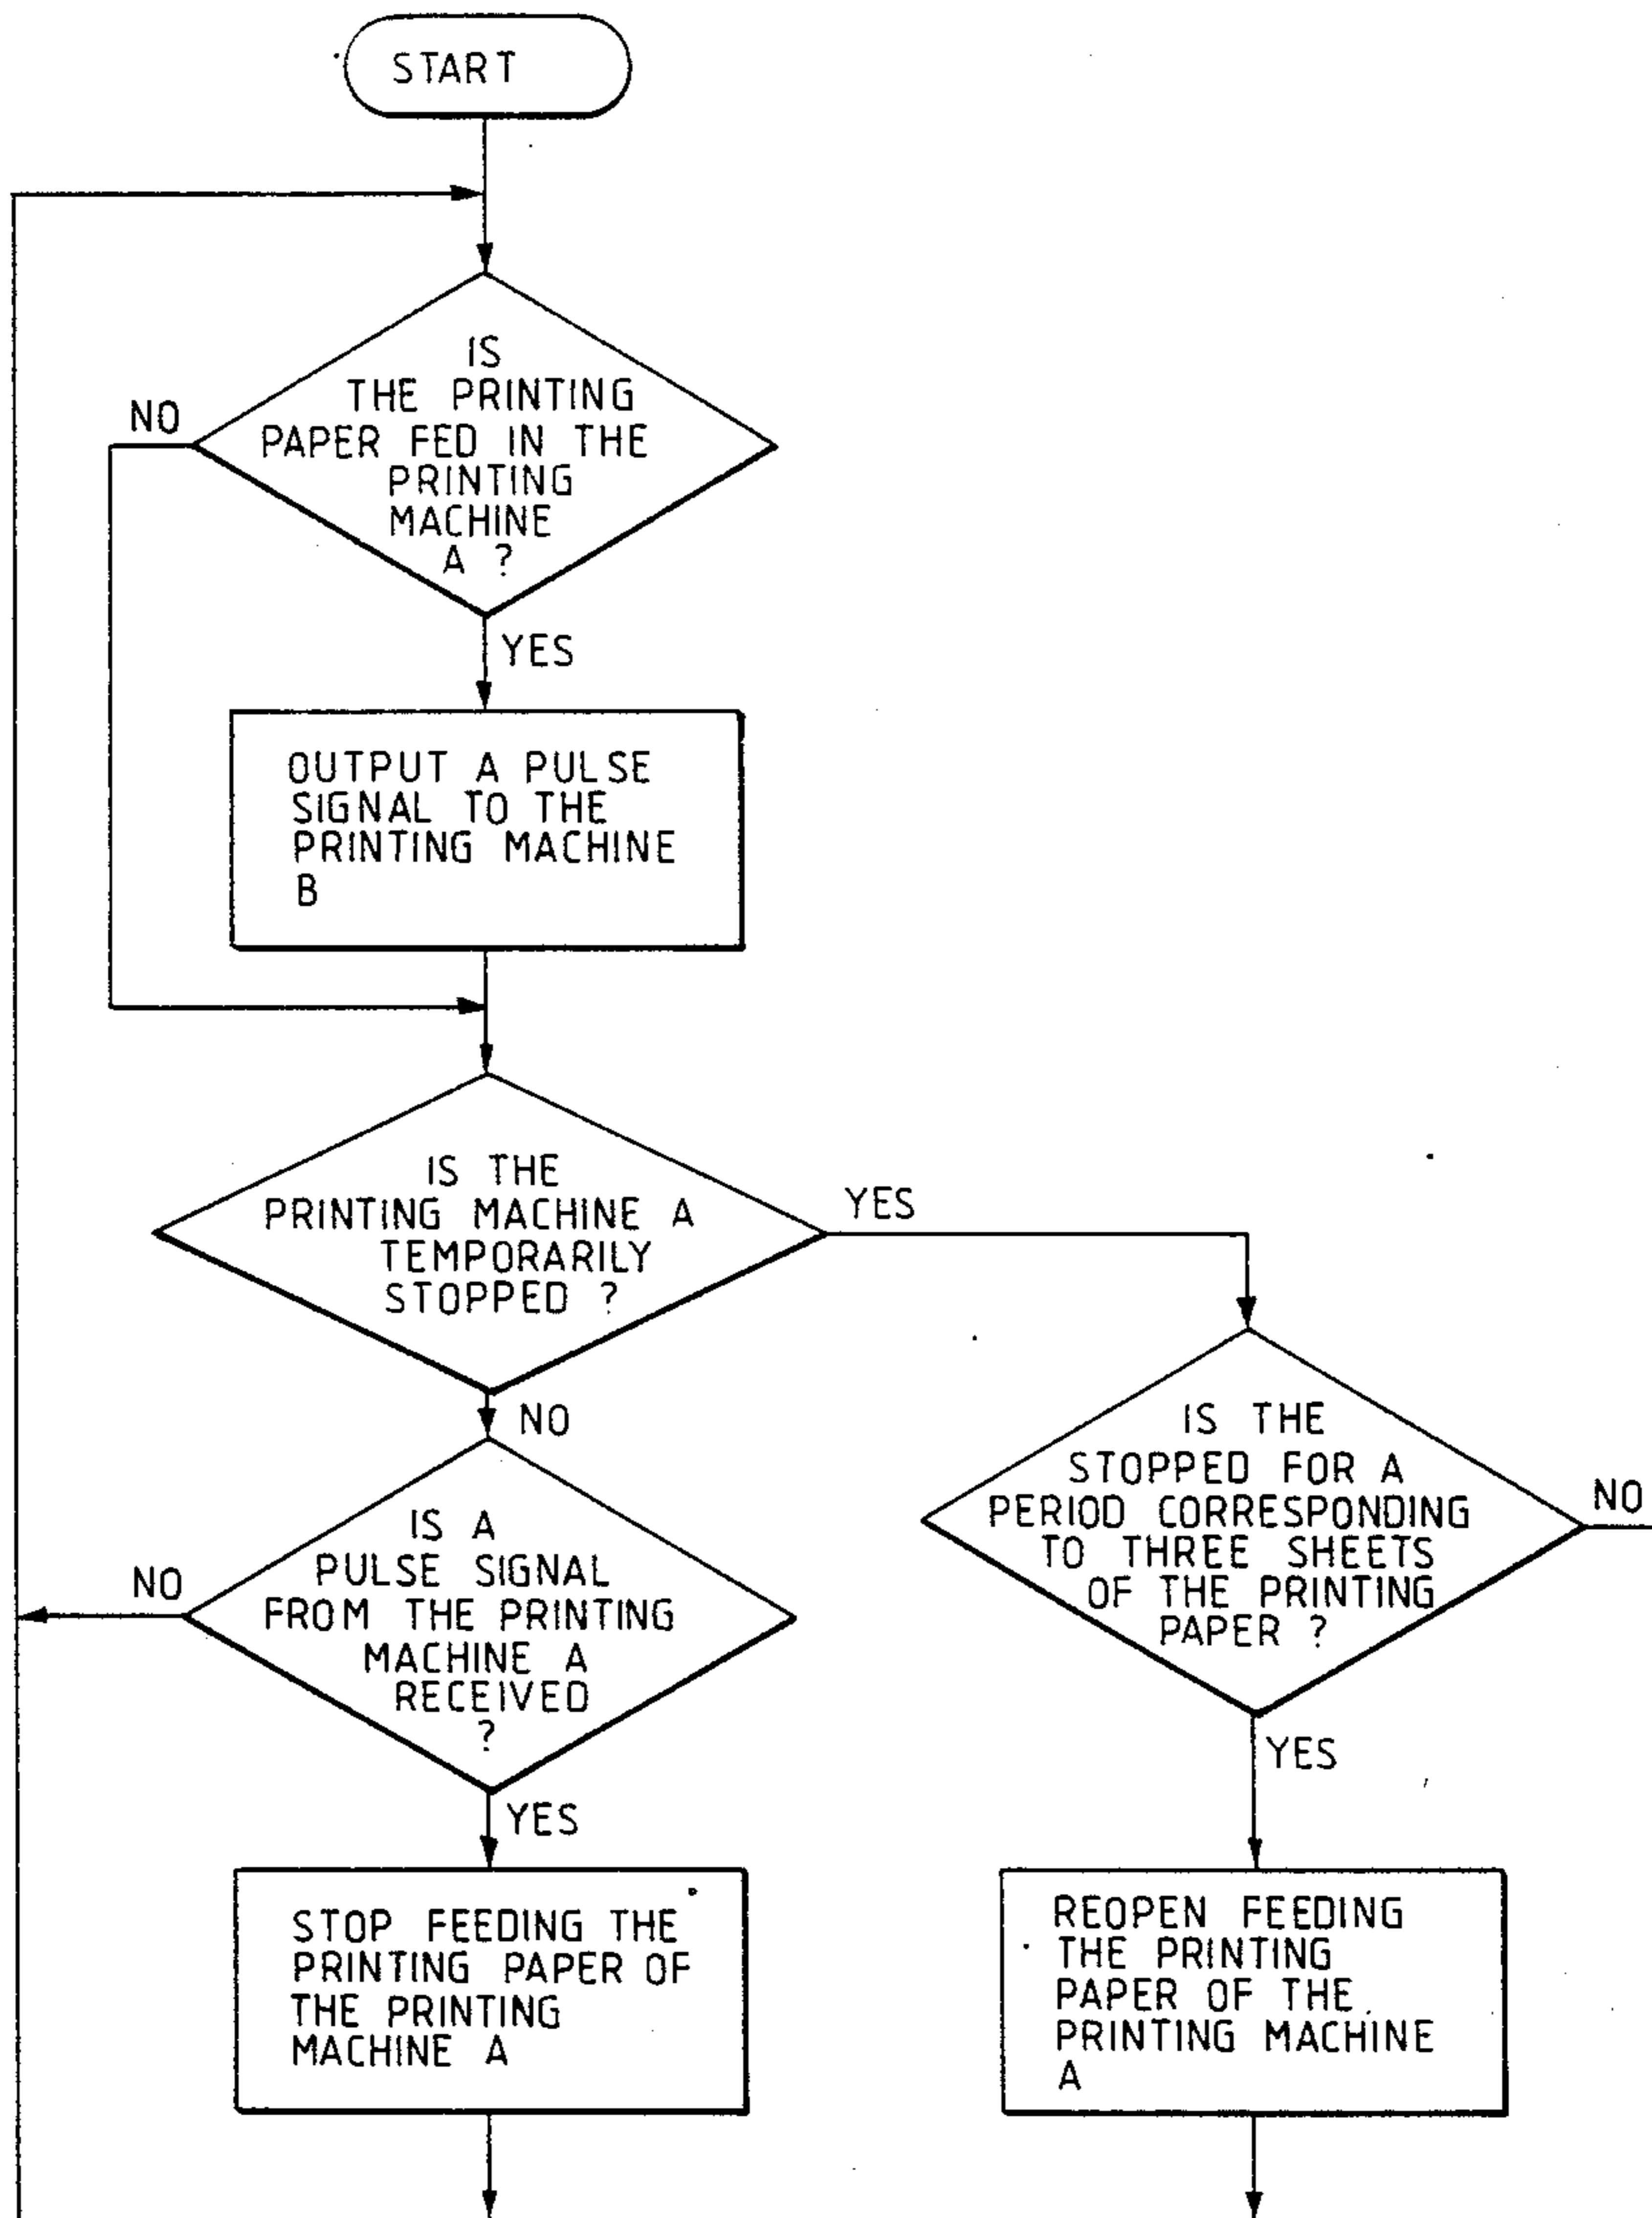 START
IS
THE PRINTING
PAPER FED IN THE
PRINTING
MACHINE
A ?
NO
YES
OUTPUT A PULSE
SIGNAL TO THE
PRINTING MACHINE
B
IS THE
PRINTING MACHINE A
TEMPORARILY
STOPPED ?
YES
NO
IS A
PULSE SIGNAL
FROM THE PRINTING
MACHINE A
RECEIVED
?
NO
YES
IS THE
STOPPED FOR A
PERIOD CORRESPONDING
TO THREE SHEETS
OF THE PRINTING
PAPER ?
NO
YES
STOP FEEDING THE
PRINTING PAPER OF
THE PRINTING
MACHINE A
REOPEN FEEDING
THE PRINTING
PAPER OF THE
PRINTING MACHINE
A